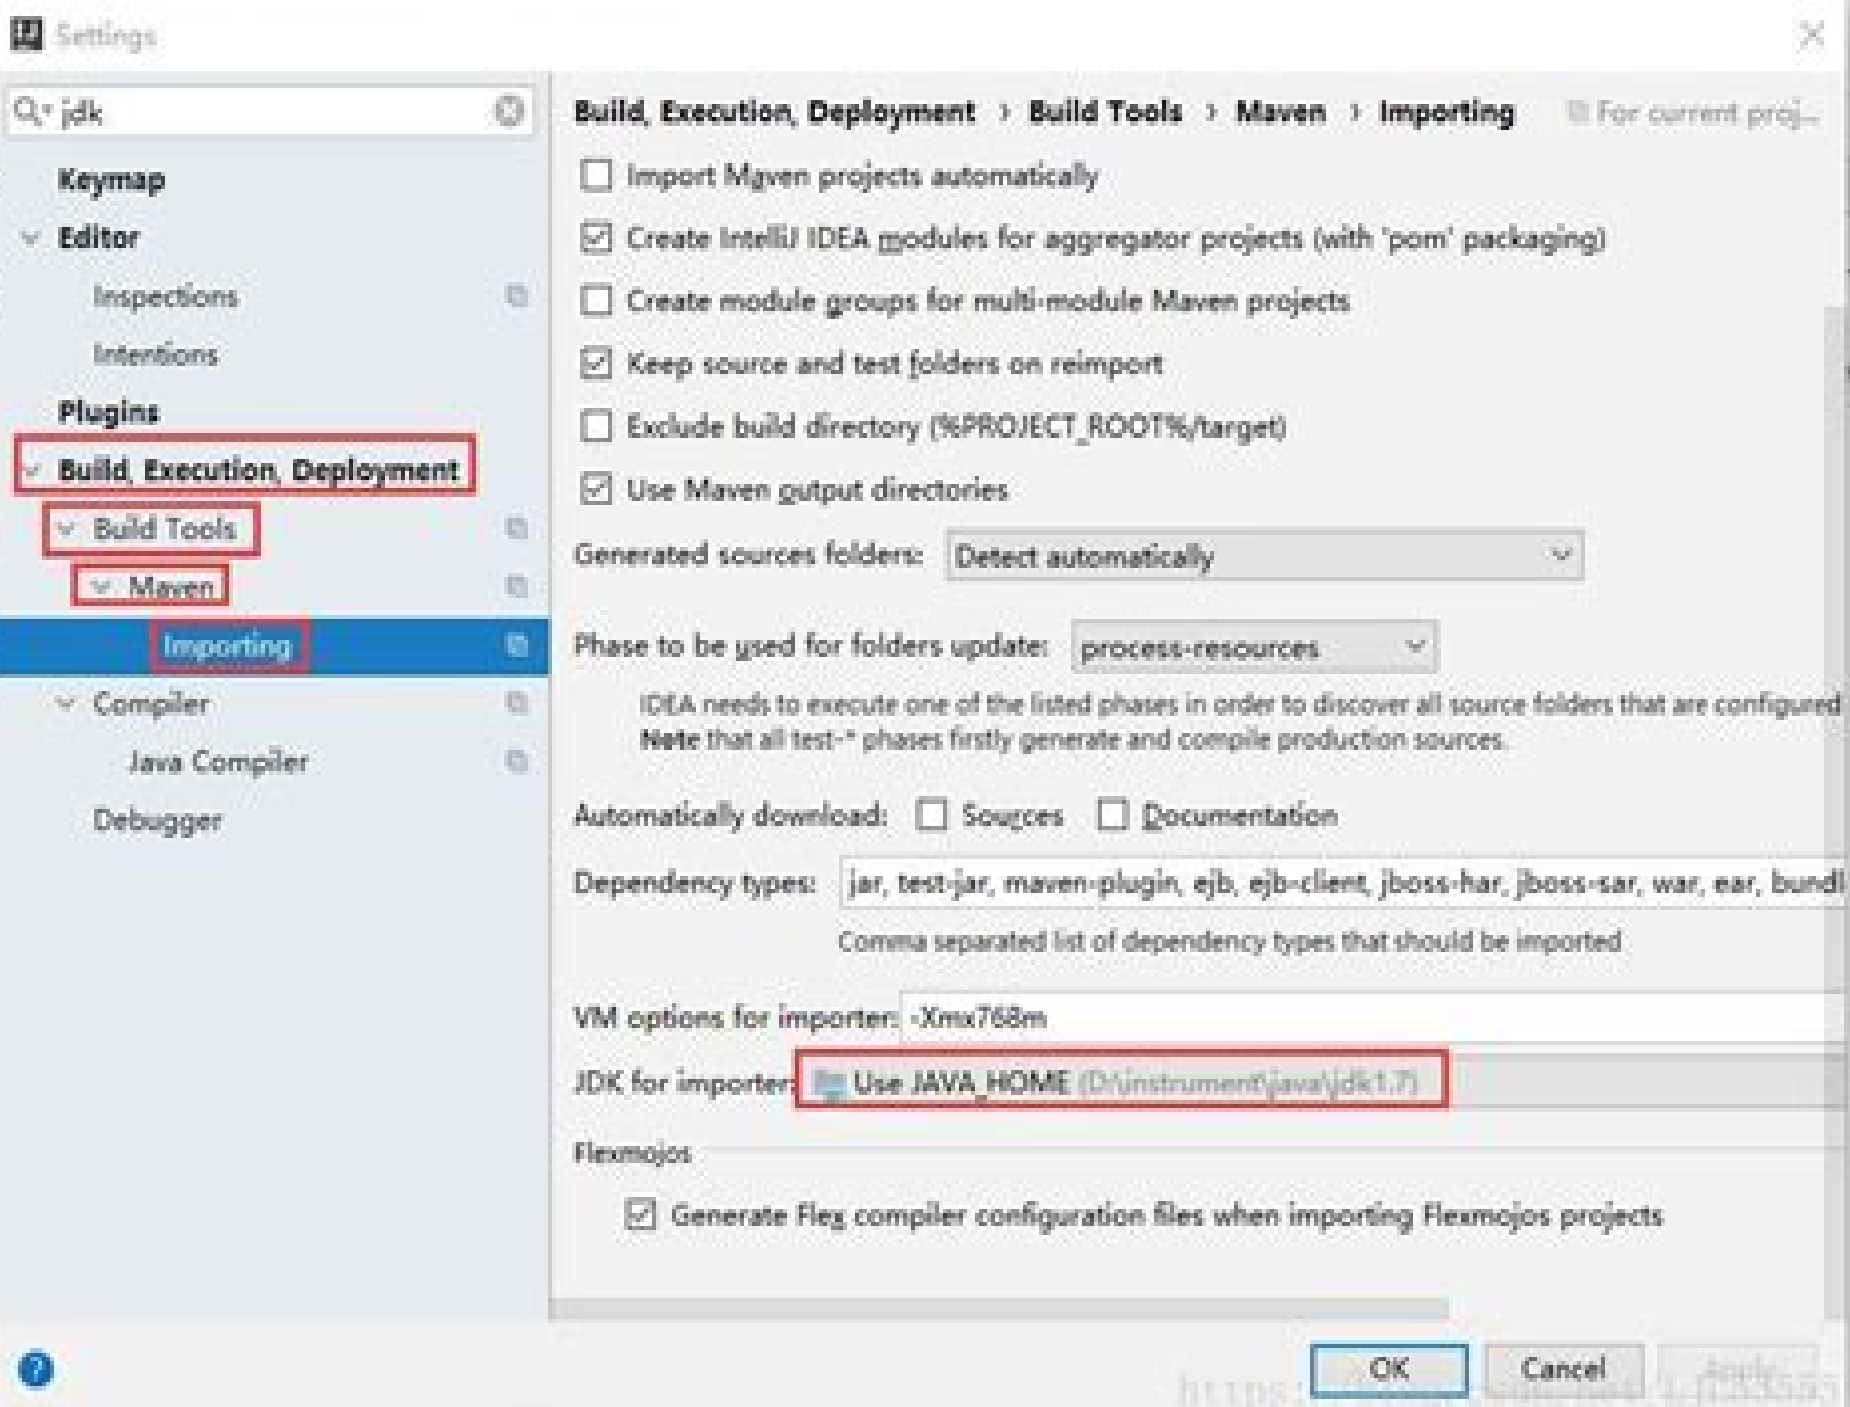 Settings
jdk
Keymap
Editor
Inspections
Intentions
Plugins
Build, Execution, Deployment
Build Tools
Maven
Importing
Compiler
Java Compiler
Debugger
Build, Execution, Deployment › Build Tools › Maven › Importing For current proj...
Import Maven projects automatically
Create IntelliJ IDEA modules for aggregator projects (with 'pom' packaging)
Create module groups for multi-module Maven projects
Keep source and test folders on reimport
Exclude build directory (%PROJECT_ROOT%/target)
Use Maven output directories
Generated sources folders: Detect automatically
Phase to be used for folders update: process-resources
IDEA needs to execute one of the listed phases in order to discover all source folders that are configured
Note that all test-* phases firstly generate and compile production sources.
Automatically download: Sources Documentation
Dependency types: jar, test-jar, maven-plugin, ejb, ejb-client, jboss-har, jboss-sar, war, ear, bundl
Comma separated list of dependency types that should be imported
VM options for importer: -Xmx768m
JDK for importer: Use JAVA_HOME (D:\instrument\java\jdk1.7)
Flexmojos
Generate Flex compiler configuration files when importing Flexmojos projects
? OK Cancel Apply